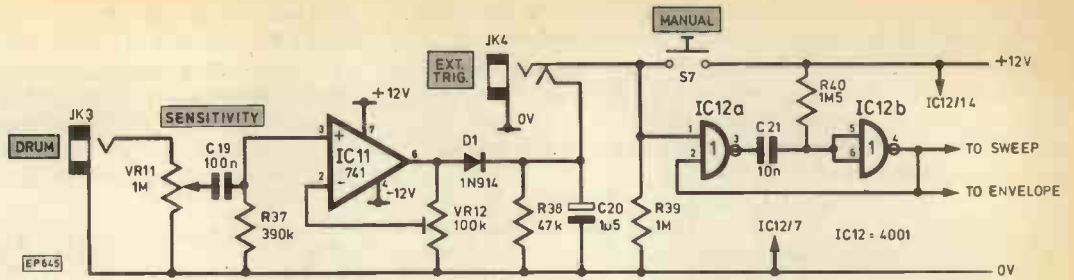 MANUAL
JK4
EXT.
TRIG.
S7
+12V
0V
R40
1M5
IC12/14
JK3
DRUM
SENSITIVITY
+12V
IC12a
IC12b
VR11
1M
C19
100n
3
+
7
IC11
741
6
2
-
4
-12V
D1
1N914
1
2
1
3
C21
10n
5
6
1
4
TO SWEEP
TO ENVELOPE
R37
390k
VR12
100k
R38
47k
C20
1µ5
R39
1M
IC12/7
IC12 = 4001
EP645
0V